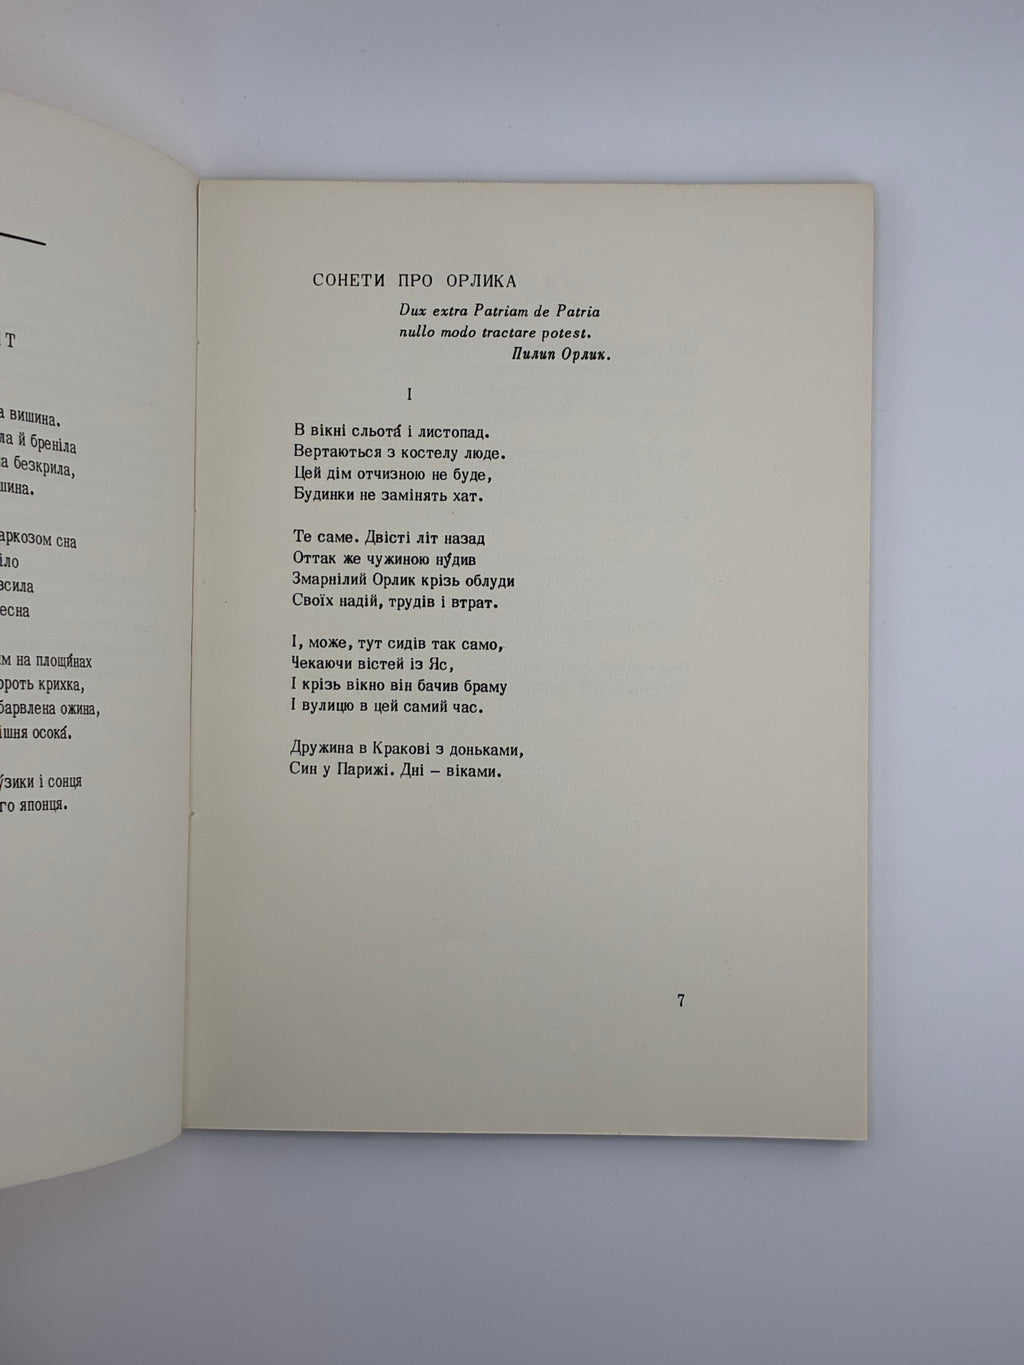 Т
а вишина.
ла й бреніла
а безкрила,
шина.
аркозом сна
іло
всила
есна
м на площи́нах
ороть крихка,
барвлена ожина,
ішня осока́.
у́зики і сонця
го японця.
СОНЕТИ ПРО ОРЛИКА
Dux extra Patriam de Patria
nullo modo tractare potest.
Пилип Орлик.
I
В вікні сльота́ і листопад.
Вертаються з костелу люде.
Цей дім отчизною не буде,
Будинки не замінять хат.
Те саме. Двісті літ назад
Оттак же чужиною ну́див
Змарнілий Орлик крізь облуди
Своїх надій, трудів і втрат.
І, може, тут сидів так само,
Чекаючи вістей із Яс,
І крізь вікно він бачив браму
І вулицю в цей самий час.
Дружина в Кракові з доньками,
Син у Парижі. Дні – віками.
7